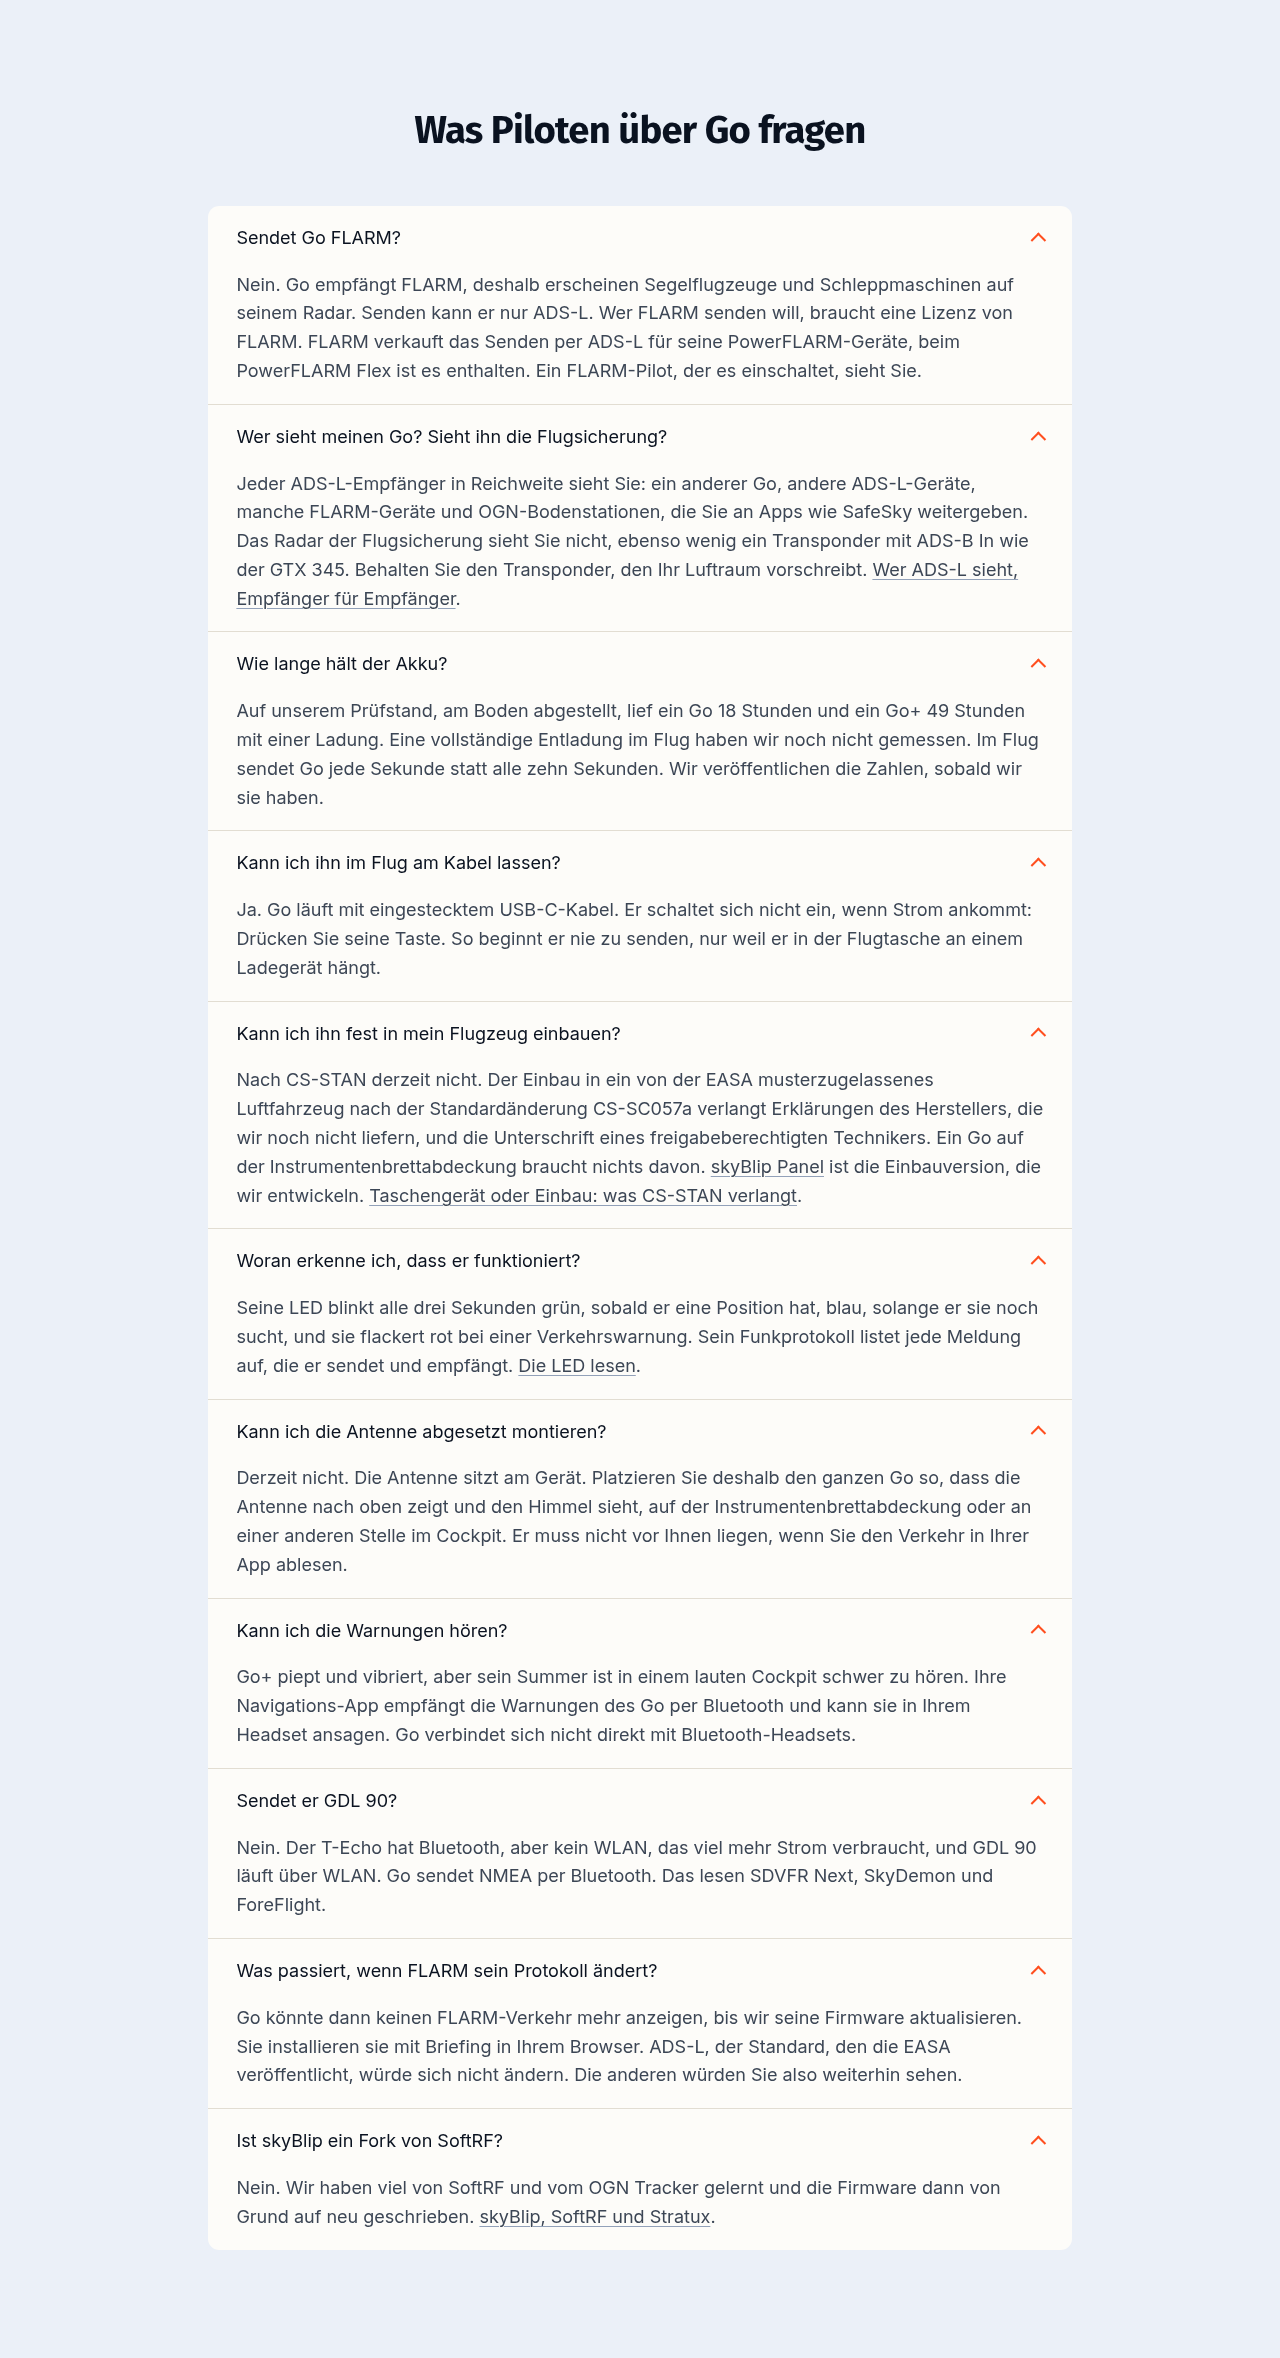 Was Piloten über Go fragen
Sendet Go FLARM?
Nein. Go empfängt FLARM, deshalb erscheinen Segelflugzeuge und Schleppmaschinen auf
seinem Radar. Senden kann er nur ADS-L. Wer FLARM senden will, braucht eine Lizenz von
FLARM. FLARM verkauft das Senden per ADS-L für seine PowerFLARM-Geräte, beim
PowerFLARM Flex ist es enthalten. Ein FLARM-Pilot, der es einschaltet, sieht Sie.
Wer sieht meinen Go? Sieht ihn die Flugsicherung?
Jeder ADS-L-Empfänger in Reichweite sieht Sie: ein anderer Go, andere ADS-L-Geräte,
manche FLARM-Geräte und OGN-Bodenstationen, die Sie an Apps wie SafeSky weitergeben.
Das Radar der Flugsicherung sieht Sie nicht, ebenso wenig ein Transponder mit ADS-B In wie
der GTX 345. Behalten Sie den Transponder, den Ihr Luftraum vorschreibt. Wer ADS-L sieht,
Empfänger für Empfänger.
Wie lange hält der Akku?
Auf unserem Prüfstand, am Boden abgestellt, lief ein Go 18 Stunden und ein Go+ 49 Stunden
mit einer Ladung. Eine vollständige Entladung im Flug haben wir noch nicht gemessen. Im Flug
sendet Go jede Sekunde statt alle zehn Sekunden. Wir veröffentlichen die Zahlen, sobald wir
sie haben.
Kann ich ihn im Flug am Kabel lassen?
Ja. Go läuft mit eingestecktem USB-C-Kabel. Er schaltet sich nicht ein, wenn Strom ankommt:
Drücken Sie seine Taste. So beginnt er nie zu senden, nur weil er in der Flugtasche an einem
Ladegerät hängt.
Kann ich ihn fest in mein Flugzeug einbauen?
Nach CS-STAN derzeit nicht. Der Einbau in ein von der EASA musterzugelassenes
Luftfahrzeug nach der Standardänderung CS-SC057a verlangt Erklärungen des Herstellers, die
wir noch nicht liefern, und die Unterschrift eines freigabeberechtigten Technikers. Ein Go auf
der Instrumentenbrettabdeckung braucht nichts davon. skyBlip Panel ist die Einbauversion, die
wir entwickeln. Taschengerät oder Einbau: was CS-STAN verlangt.
Woran erkenne ich, dass er funktioniert?
Seine LED blinkt alle drei Sekunden grün, sobald er eine Position hat, blau, solange er sie noch
sucht, und sie flackert rot bei einer Verkehrswarnung. Sein Funkprotokoll listet jede Meldung
auf, die er sendet und empfängt. Die LED lesen.
Kann ich die Antenne abgesetzt montieren?
Derzeit nicht. Die Antenne sitzt am Gerät. Platzieren Sie deshalb den ganzen Go so, dass die
Antenne nach oben zeigt und den Himmel sieht, auf der Instrumentenbrettabdeckung oder an
einer anderen Stelle im Cockpit. Er muss nicht vor Ihnen liegen, wenn Sie den Verkehr in Ihrer
App ablesen.
Kann ich die Warnungen hören?
Go+ piept und vibriert, aber sein Summer ist in einem lauten Cockpit schwer zu hören. Ihre
Navigations-App empfängt die Warnungen des Go per Bluetooth und kann sie in Ihrem
Headset ansagen. Go verbindet sich nicht direkt mit Bluetooth-Headsets.
Sendet er GDL 90?
Nein. Der T-Echo hat Bluetooth, aber kein WLAN, das viel mehr Strom verbraucht, und GDL 90
läuft über WLAN. Go sendet NMEA per Bluetooth. Das lesen SDVFR Next, SkyDemon und
ForeFlight.
Was passiert, wenn FLARM sein Protokoll ändert?
Go könnte dann keinen FLARM-Verkehr mehr anzeigen, bis wir seine Firmware aktualisieren.
Sie installieren sie mit Briefing in Ihrem Browser. ADS-L, der Standard, den die EASA
veröffentlicht, würde sich nicht ändern. Die anderen würden Sie also weiterhin sehen.
Ist skyBlip ein Fork von SoftRF?
Nein. Wir haben viel von SoftRF und vom OGN Tracker gelernt und die Firmware dann von
Grund auf neu geschrieben. skyBlip, SoftRF und Stratux.